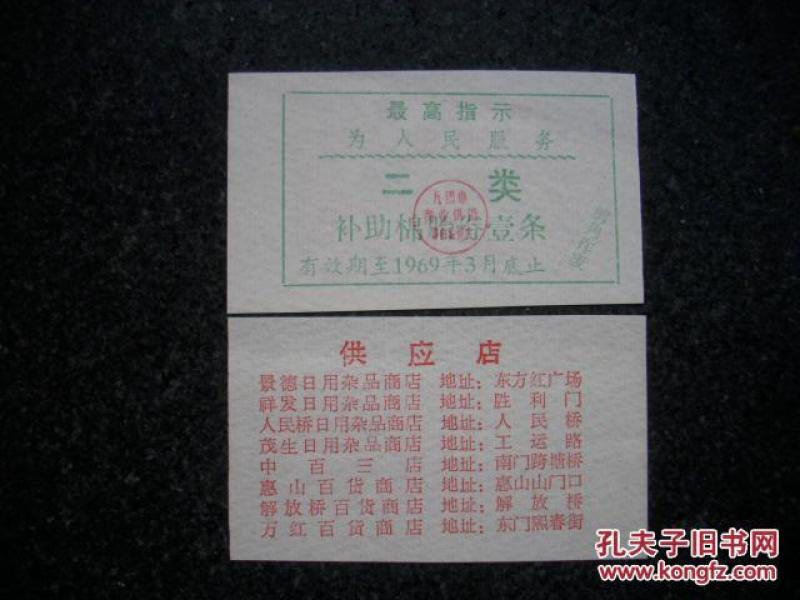 最高指示
为人民服务
二类
补助棉胎券壹条
有效期至1969年3月底止
剪角作废
供应店
景德日用杂品商店 地址：东方红广场
祥发日用杂品商店 地址：胜利门
人民桥日用杂品商店 地址：人民桥
茂生日用杂品商店 地址：工运路
中百三店 地址：南门跨塘桥
惠山百货商店 地址：惠山山门口
解放桥百货商店 地址：解放桥
万红百货商店 地址：东门熙春街
孔夫子旧书网
www.kongfz.com